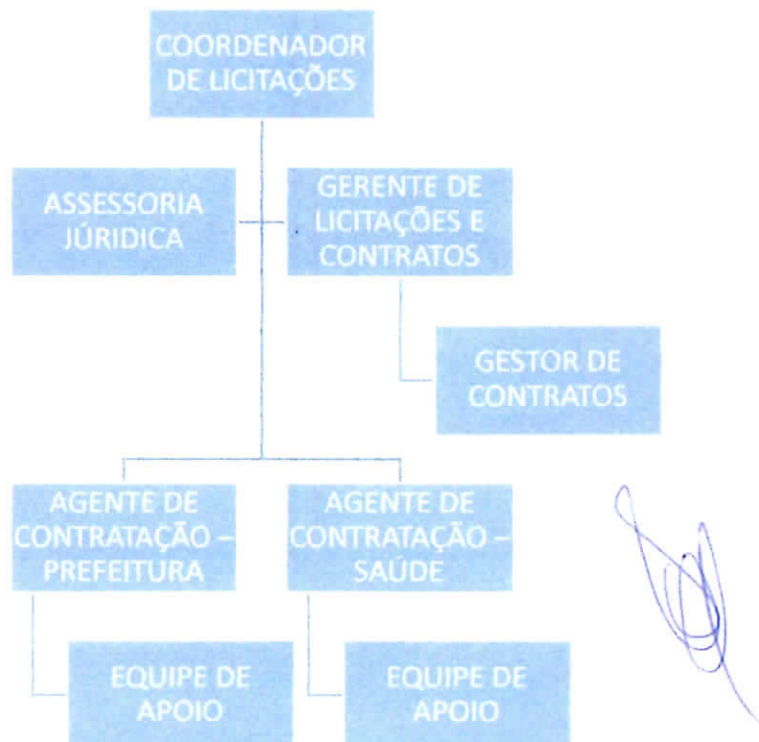 COORDENADOR
DE LICITAÇÕES
ASSESSORIA
JÚRIDICA
GERENTE DE
LICITAÇÕES E
CONTRATOS
GESTOR DE
CONTRATOS
AGENTE DE
CONTRATAÇÃO –
PREFEITURA
AGENTE DE
CONTRATAÇÃO –
SAÚDE
EQUIPE DE
APOIO
EQUIPE DE
APOIO